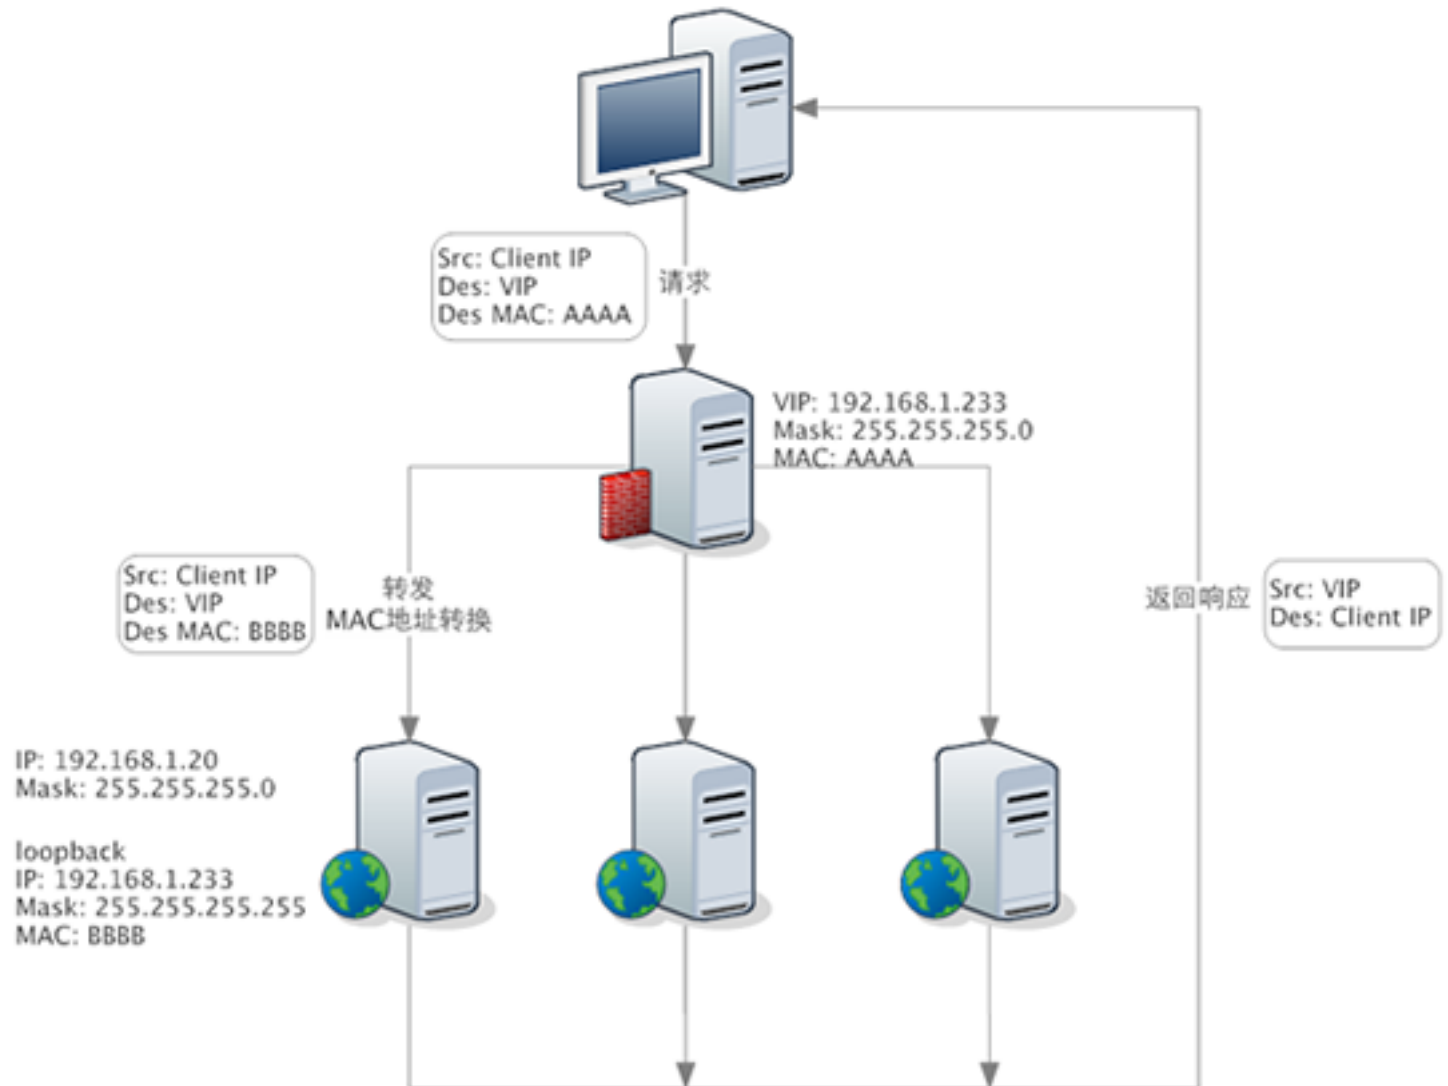 Src: Client IP
Des: VIP
Des MAC: AAAA
请求
VIP: 192.168.1.233
Mask: 255.255.255.0
MAC: AAAA
Src: Client IP
Des: VIP
Des MAC: BBBB
转发
MAC地址转换
返回响应
Src: VIP
Des: Client IP
IP: 192.168.1.20
Mask: 255.255.255.0
loopback
IP: 192.168.1.233
Mask: 255.255.255.255
MAC: BBBB